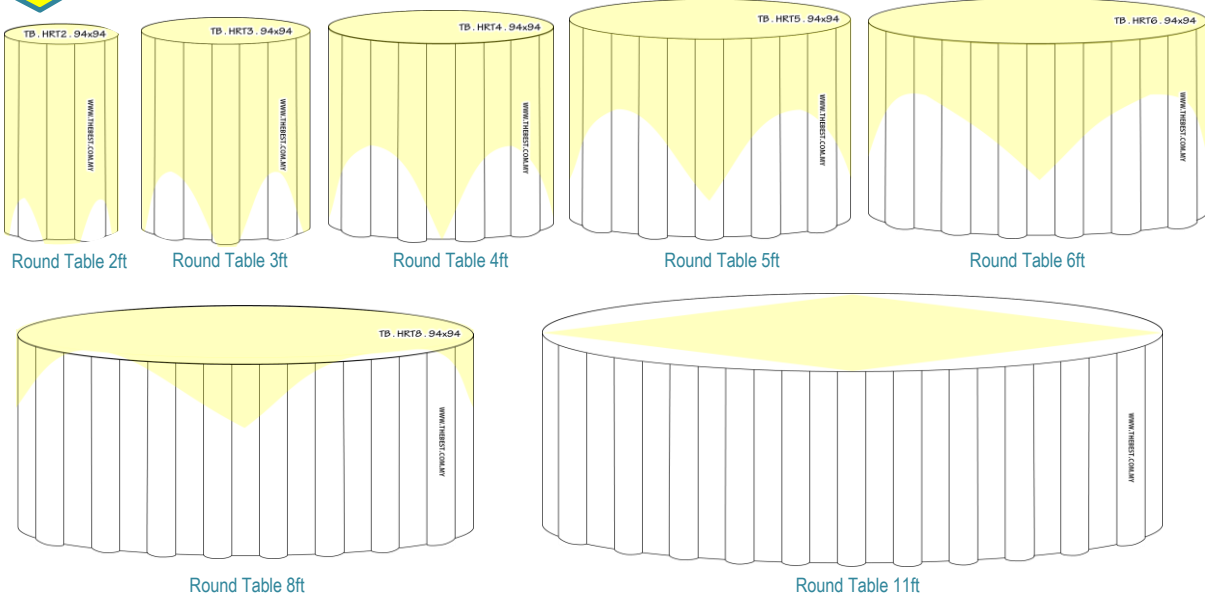 TB . HRT2 . 94x94
WWW.THEBEST.COM.MY
Round Table 2ft
TB . HRT3 . 94x94
WWW.THEBEST.COM.MY
Round Table 3ft
TB . HRT4 . 94x94
WWW.THEBEST.COM.MY
Round Table 4ft
TB . HRT5 . 94x94
WWW.THEBEST.COM.MY
Round Table 5ft
TB . HRT6 . 94x94
WWW.THEBEST.COM.MY
Round Table 6ft
TB . HRT8 . 94x94
WWW.THEBEST.COM.MY
Round Table 8ft
WWW.THEBEST.COM.MY
Round Table 11ft